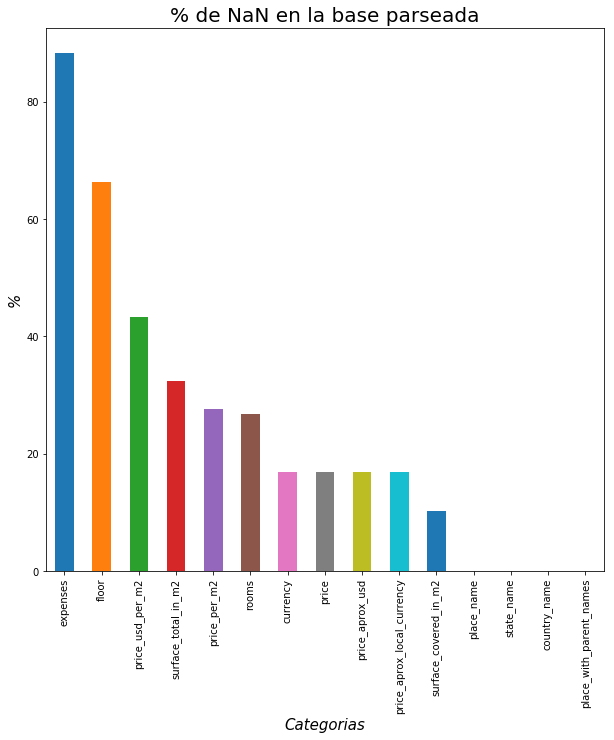 % de NaN en la base parseada
%
80
60
40
20
0
expenses
floor
price_usd_per_m2
surface_total_in_m2
price_per_m2
rooms
currency
price
price_aprox_usd
price_aprox_local_currency
surface_covered_in_m2
place_name
state_name
country_name
place_with_parent_names
Categorias